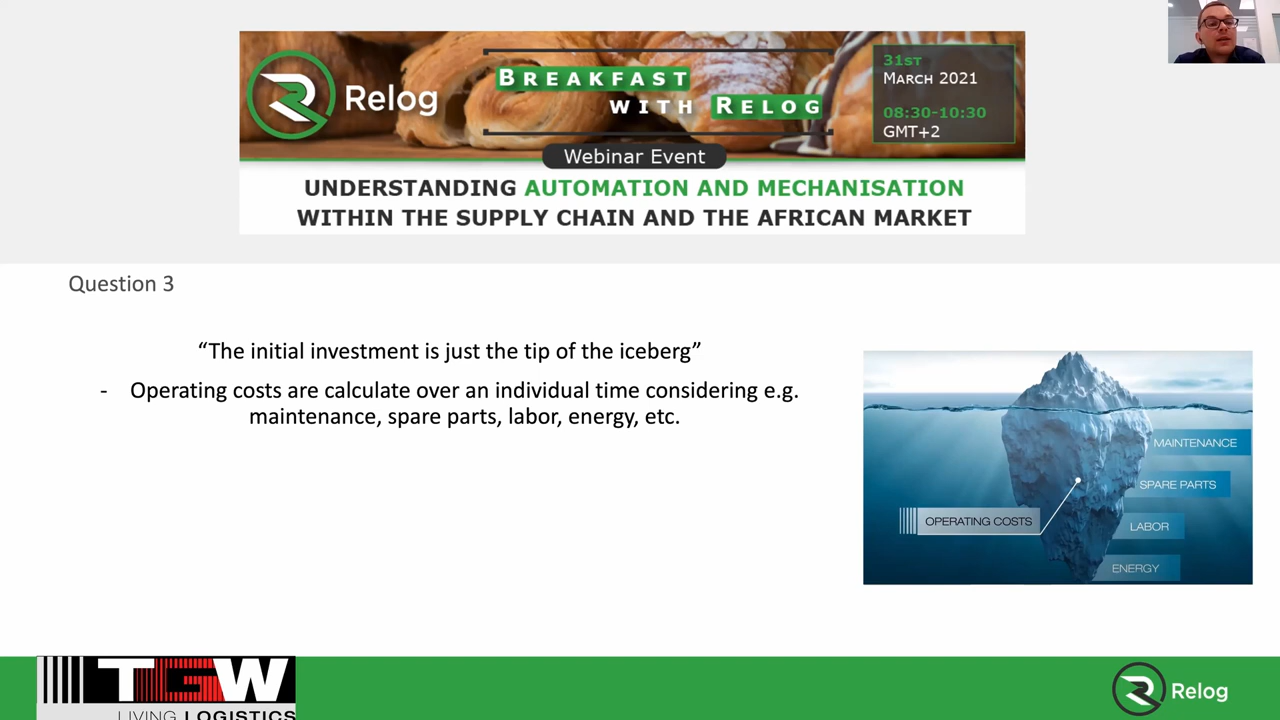 Relog
BREAKFAST
WITH RELOG
31ST
MARCH 2021
08:30-10:30
GMT+2
Webinar Event
UNDERSTANDING AUTOMATION AND MECHANISATION
WITHIN THE SUPPLY CHAIN AND THE AFRICAN MARKET
Question 3
“The initial investment is just the tip of the iceberg”
- Operating costs are calculate over an individual time considering e.g.
maintenance, spare parts, labor, energy, etc.
MAINTENANCE
SPARE PARTS
OPERATING COSTS
LABOR
ENERGY
TGW
LIVING LOGISTICS
Relog